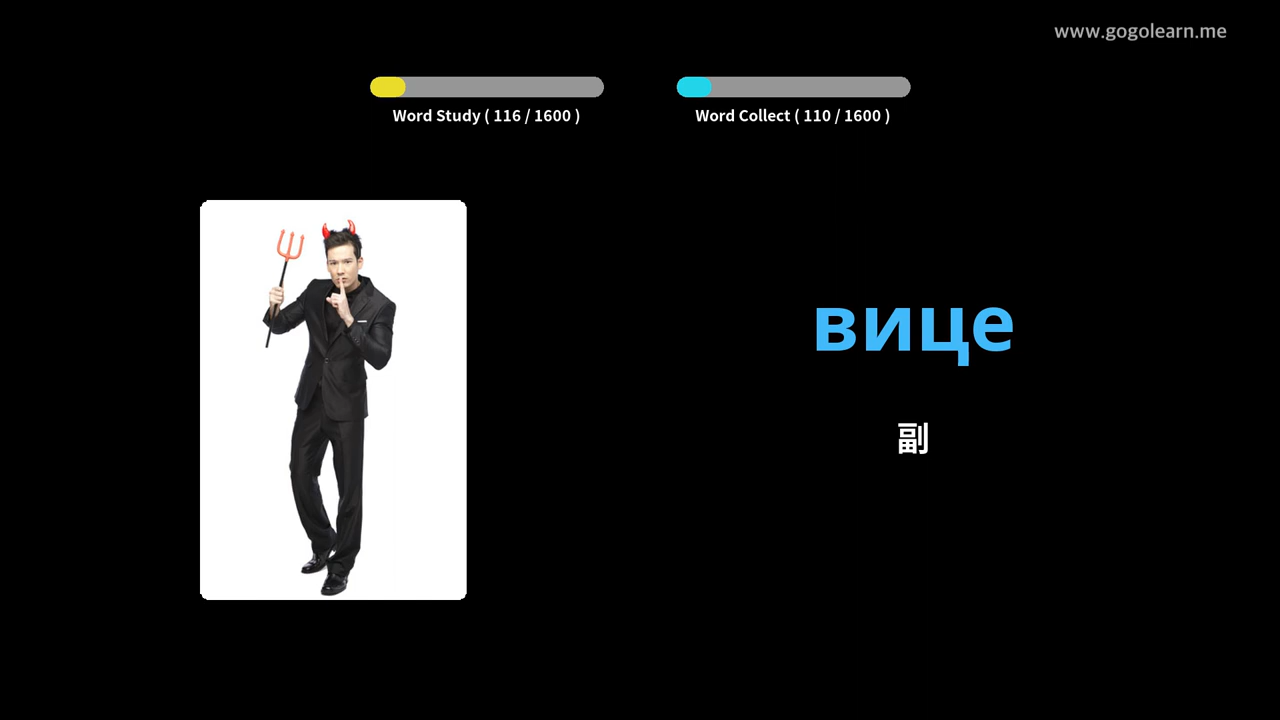 www.gogolearn.me
Word Study ( 116 / 1600 )
Word Collect ( 110 / 1600 )
вице
副